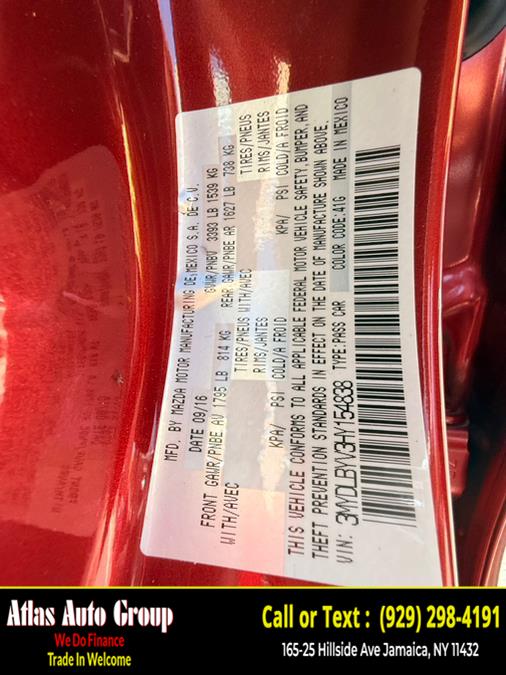 MFD. BY MAZDA MOTOR MANUFACTURING DE MEXICO S.A. DE C.V.
DATE 09/16 GVWR/PNBV 3393 LB 1539 KG
FRONT GAWR/PNBE AV 1795 LB 814 KG REAR GAWR/PNBE AR 1627 LB 738 KG
WITH/AVEC TIRES/PNEUS WITH/AVEC TIRES/PNEUS
RIMS/JANTES RIMS/JANTES
KPA/ PSI COLD/A FROID KPA/ PSI COLD/A FROID
THIS VEHICLE CONFORMS TO ALL APPLICABLE FEDERAL MOTOR VEHICLE SAFETY BUMPER, AND
THEFT PREVENTION STANDARDS IN EFFECT ON THE DATE OF MANUFACTURE SHOWN ABOVE.
VIN: 3MYDLBYV3HY154838 TYPE:PASS CAR COLOR CODE:41G MADE IN MEXICO
Atlas Auto Group
We Do Finance
Trade In Welcome
Call or Text : (929) 298-4191
165-25 Hillside Ave Jamaica, NY 11432